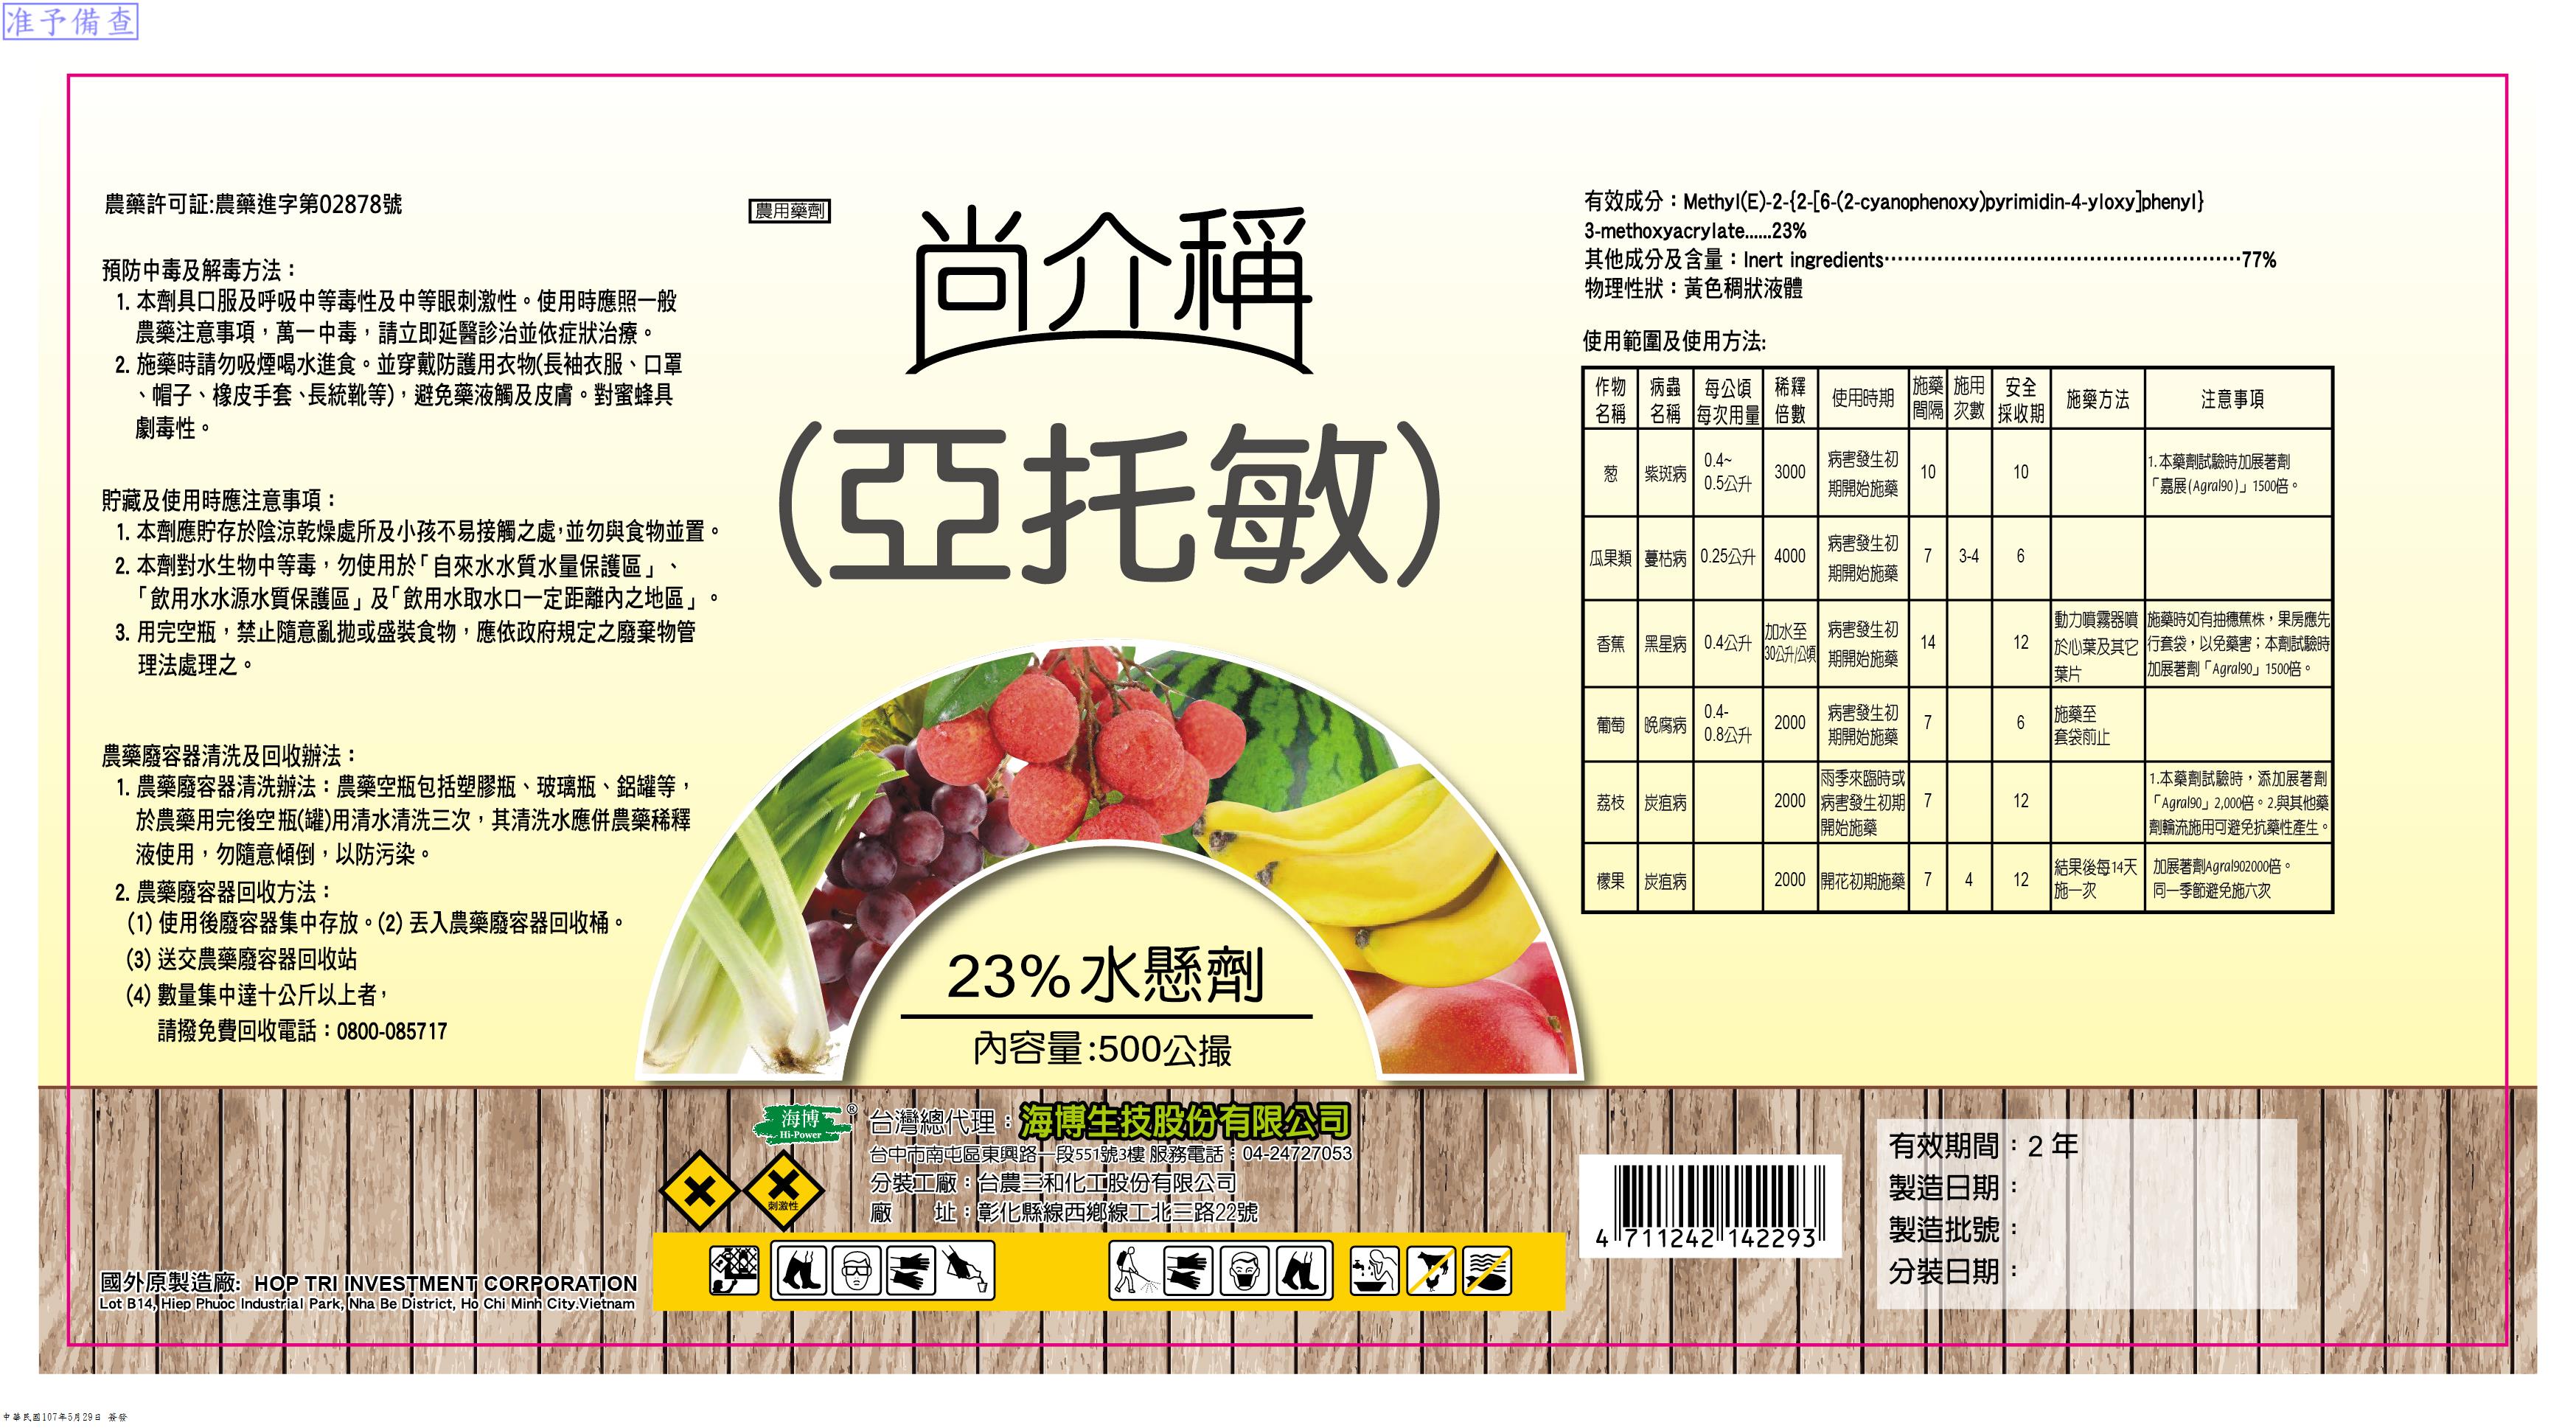 准予備查
農藥許可証:農藥進字第02878號
預防中毒及解毒方法：
1. 本劑具口服及呼吸中等毒性及中等眼刺激性。使用時應照一般
農藥注意事項，萬一中毒，請立即延醫診治並依症狀治療。
2. 施藥時請勿吸煙喝水進食。並穿戴防護用衣物(長袖衣服、口罩
、帽子、橡皮手套、長統靴等)，避免藥液觸及皮膚。對蜜蜂具
劇毒性。
貯藏及使用時應注意事項：
1. 本劑應貯存於陰涼乾燥處所及小孩不易接觸之處，並勿與食物並置。
2. 本劑對水生物中等毒，勿使用於「自來水水質水量保護區」、
「飲用水水源水質保護區」及「飲用水取水口一定距離內之地區」。
3. 用完空瓶，禁止隨意亂拋或盛裝食物，應依政府規定之廢棄物管
理法處理之。
農藥廢容器清洗及回收辦法：
1. 農藥廢容器清洗辦法：農藥空瓶包括塑膠瓶、玻璃瓶、鋁罐等，
於農藥用完後空瓶(罐)用清水清洗三次，其清洗水應併農藥稀釋
液使用，勿隨意傾倒，以防污染。
2. 農藥廢容器回收方法：
(1) 使用後廢容器集中存放。(2) 丟入農藥廢容器回收桶。
(3) 送交農藥廢容器回收站
(4) 數量集中達十公斤以上者，
請撥免費回收電話：0800-085717
國外原製造廠: HOP TRI INVESTMENT CORPORATION
Lot B14, Hiep Phuoc Industrial Park, Nha Be District, Ho Chi Minh City.Vietnam
農用藥劑
尚介稱
(亞托敏)
23%水懸劑
內容量:500公撮
海博 ®
Hi-Power
台灣總代理：海博生技股份有限公司
台中市南屯區東興路一段551號3樓 服務電話：04-24727053
分裝工廠：台農三和化工股份有限公司
廠　址：彰化縣線西鄉線工北三路22號
刺激性
有效成分：Methyl(E)-2-{2-[6-(2-cyanophenoxy)pyrimidin-4-yloxy]phenyl}
3-methoxyacrylate......23%
其他成分及含量：Inert ingredients……………………………………………77%
物理性狀：黃色稠狀液體
使用範圍及使用方法:
作物名稱 病蟲名稱 每公頃每次用量 稀釋倍數 使用時期 施藥間隔 施用次數 安全採收期 施藥方法 注意事項
葱 紫斑病 0.4~0.5公升 3000 病害發生初期開始施藥 10 10 1.本藥劑試驗時加展著劑「嘉展(Agral90)」1500倍。
瓜果類 蔓枯病 0.25公升 4000 病害發生初期開始施藥 7 3-4 6
香蕉 黑星病 0.4公升 加水至30公升/公頃 病害發生初期開始施藥 14 12 動力噴霧器噴於心葉及其它葉片 施藥時如有抽穗蕉株，果房應先行套袋，以免藥害；本劑試驗時加展著劑「Agral90」1500倍。
葡萄 晚腐病 0.4-0.8公升 2000 病害發生初期開始施藥 7 6 施藥至套袋前止
荔枝 炭疽病 2000 雨季來臨時或病害發生初期開始施藥 7 12 1.本藥劑試驗時，添加展著劑「Agral90」2,000倍。2.與其他藥劑輪流施用可避免抗藥性產生。
檬果 炭疽病 2000 開花初期施藥 7 4 12 結果後每14天施一次 加展著劑Agral902000倍。同一季節避免施六次
4 711242 142293
有效期間：2 年
製造日期：
製造批號：
分裝日期：
中華民國107年5月29日 簽發